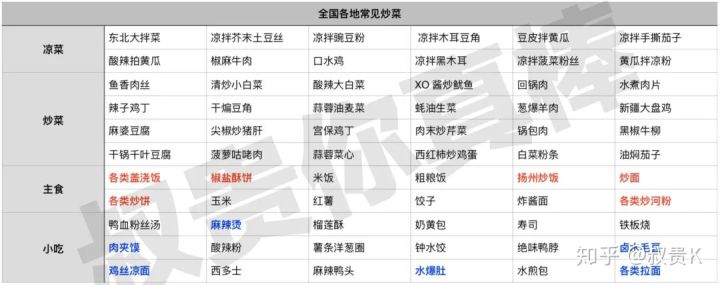 全国各地常见炒菜
凉菜
东北大拌菜 凉拌芥末土豆丝 凉拌豌豆粉 凉拌木耳豆角 豆皮拌黄瓜 凉拌手撕茄子
酸辣拍黄瓜 椒麻牛肉 口水鸡 凉拌黑木耳 凉拌菠菜粉丝 黄瓜拌凉粉
炒菜
鱼香肉丝 清炒小白菜 酸辣大白菜 XO 酱炒鱿鱼 回锅肉 水煮肉片
辣子鸡丁 干煸豆角 蒜蓉油麦菜 蚝油生菜 葱爆羊肉 新疆大盘鸡
麻婆豆腐 尖椒炒猪肝 宫保鸡丁 肉末炒芹菜 锅包肉 黑椒牛柳
干锅千叶豆腐 菠萝咕咾肉 蒜蓉菜心 西红柿炒鸡蛋 白菜粉条 油焖茄子
主食
各类盖浇饭 椒盐酥饼 米饭 粗粮饭 扬州炒饭 炒面
各类炒饼 玉米 红薯 饺子 炸酱面 各类炒河粉
小吃
鸭血粉丝汤 麻辣烫 榴莲酥 奶黄包 寿司 铁板烧
肉夹馍 酸辣粉 薯条洋葱圈 钟水饺 绝味鸭脖 卤水毛豆
鸡丝凉面 西多士 麻辣鸭头 水爆肚 水煎包 各类拉面
叔贵你真棒
知乎 @叔贵K